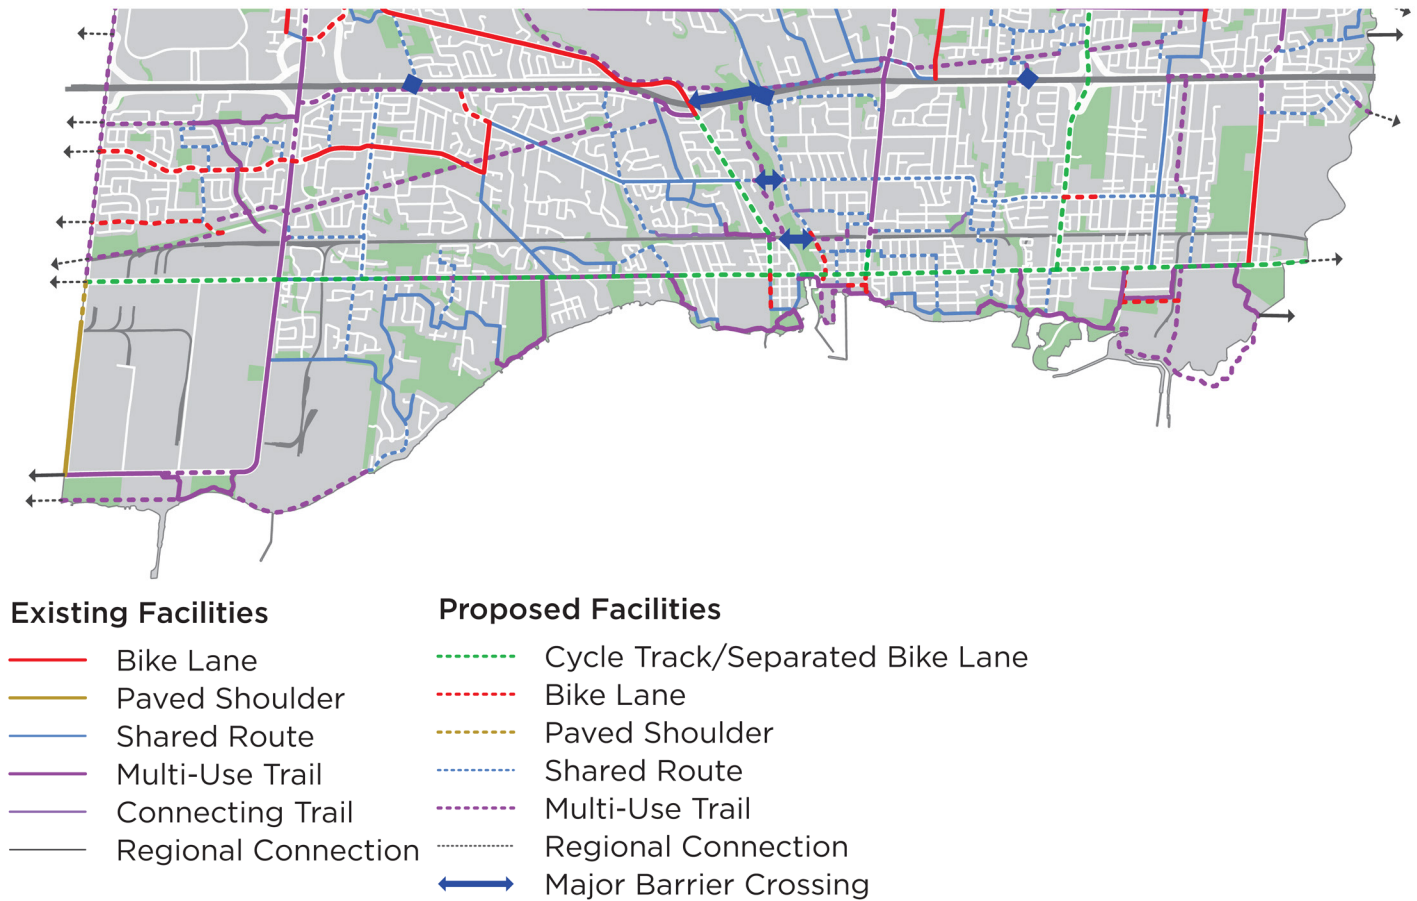 Existing Facilities
Bike Lane
Paved Shoulder
Shared Route
Multi-Use Trail
Connecting Trail
Regional Connection
Proposed Facilities
Cycle Track/Separated Bike Lane
Bike Lane
Paved Shoulder
Shared Route
Multi-Use Trail
Regional Connection
Major Barrier Crossing